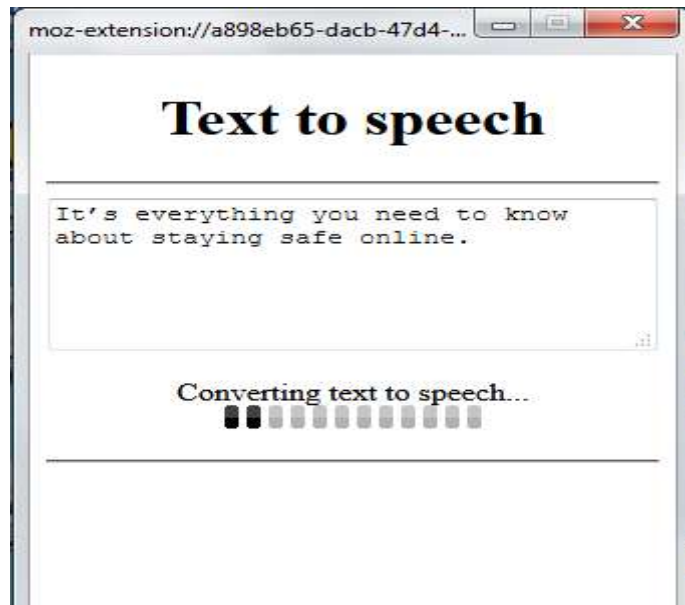 moz-extension://a898eb65-dacb-47d4-...
Text to speech
It’s everything you need to know
about staying safe online.
Converting text to speech...